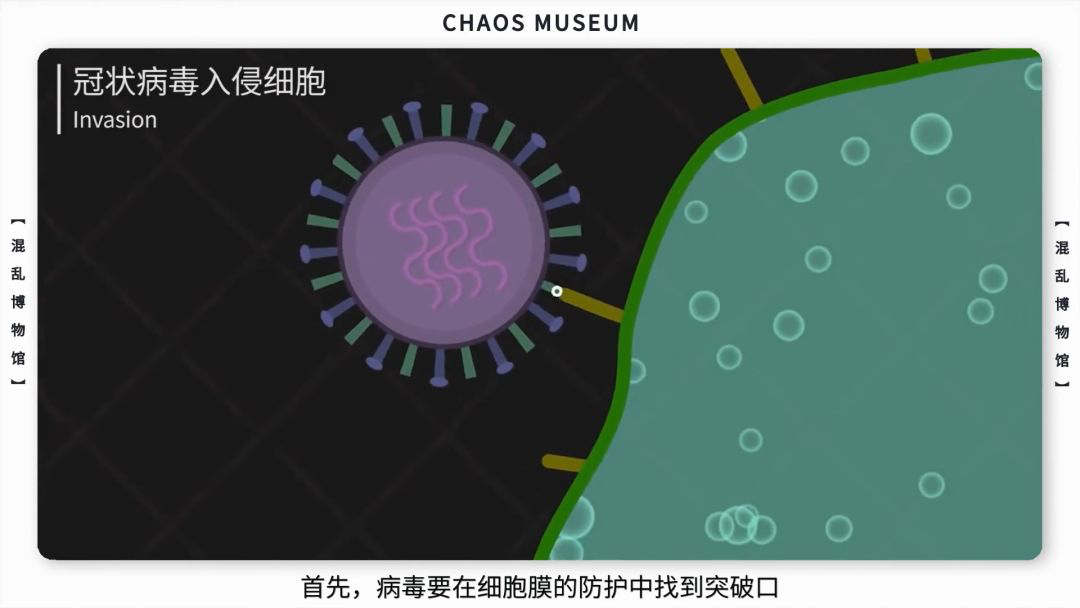 CHAOS MUSEUM
冠状病毒入侵细胞
Invasion
【混乱博物馆】
【混乱博物馆】
首先，病毒要在细胞膜的防护中找到突破口